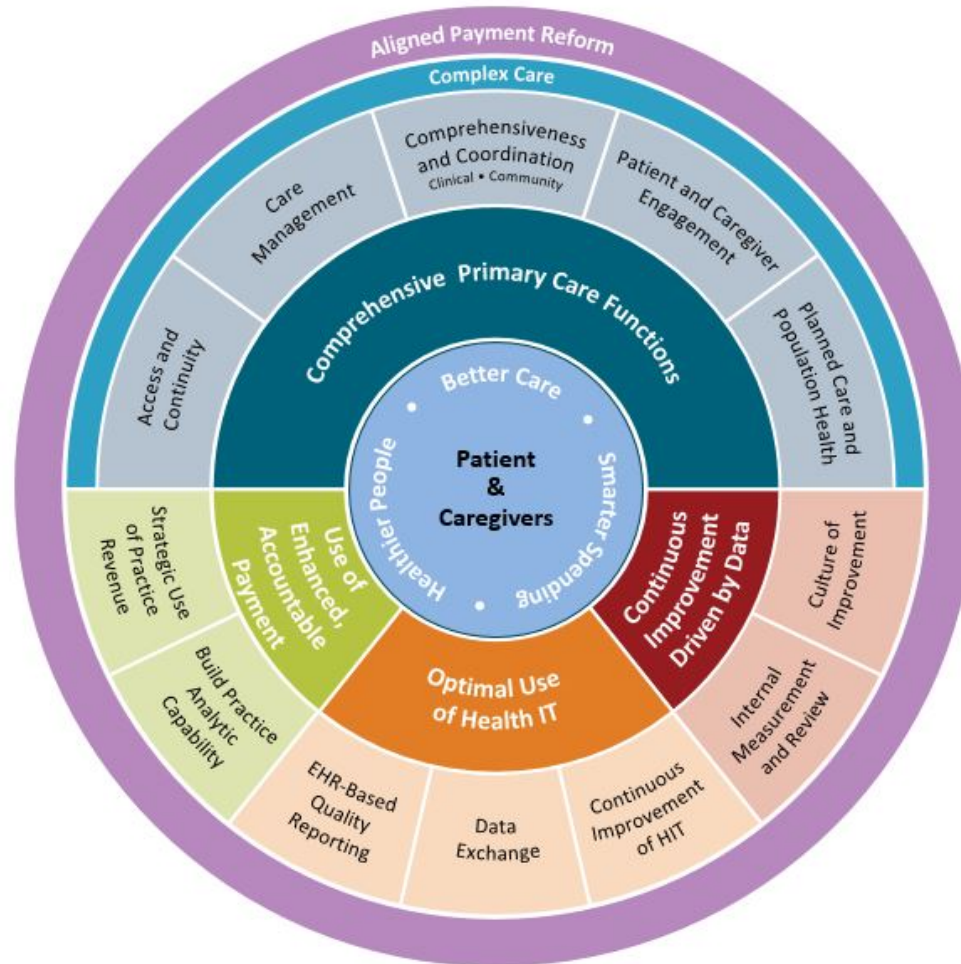 Aligned Payment Reform
Complex Care
Comprehensiveness
and Coordination
Clinical • Community
Care
Management
Patient and Caregiver
Engagement
Access and
Continuity
Planned Care and
Population Health
Comprehensive Primary Care Functions
Better Care
•
Smarter Spending
•
Healthier People
•
Patient
&
Caregivers
Use of
Enhanced,
Accountable
Payment
Continuous
Improvement
Driven by Data
Optimal Use
of Health IT
Strategic Use
of Practice
Revenue
Build Practice
Analytic
Capability
EHR-Based
Quality
Reporting
Data
Exchange
Continuous
Improvement
of HIT
Internal
Measurement
and Review
Culture of
Improvement